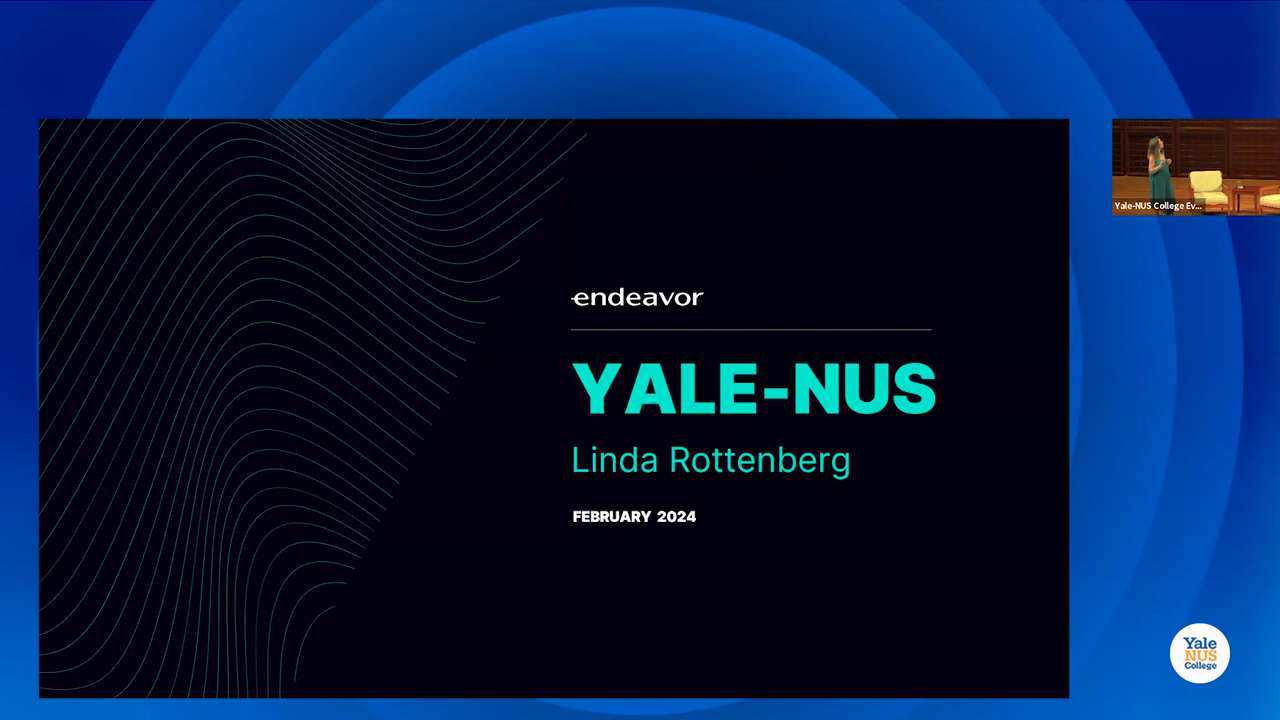 endeavor
YALE-NUS
Linda Rottenberg
FEBRUARY 2024
Yale-NUS College Ev...
Yale
NUS
College